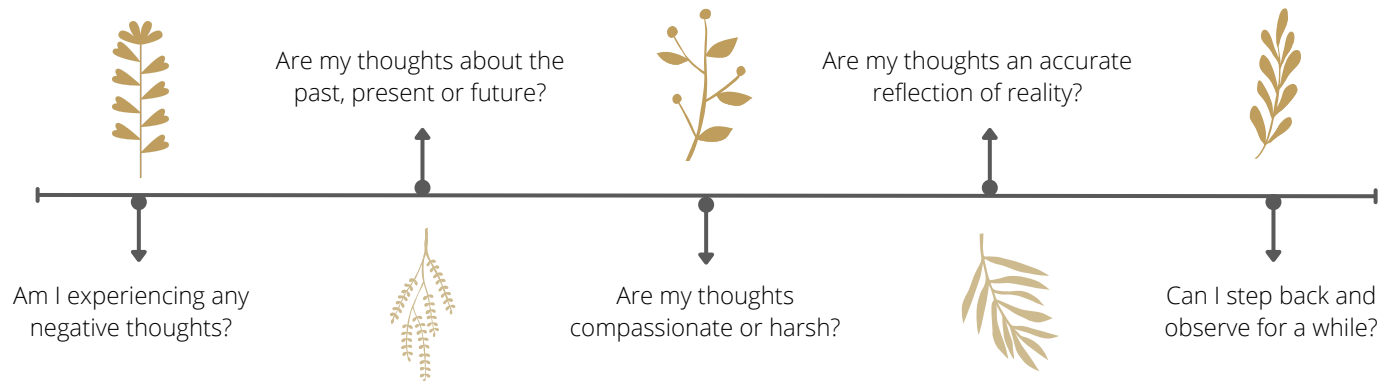 Am I experiencing any
negative thoughts?
Are my thoughts about the
past, present or future?
Are my thoughts
compassionate or harsh?
Are my thoughts an accurate
reflection of reality?
Can I step back and
observe for a while?